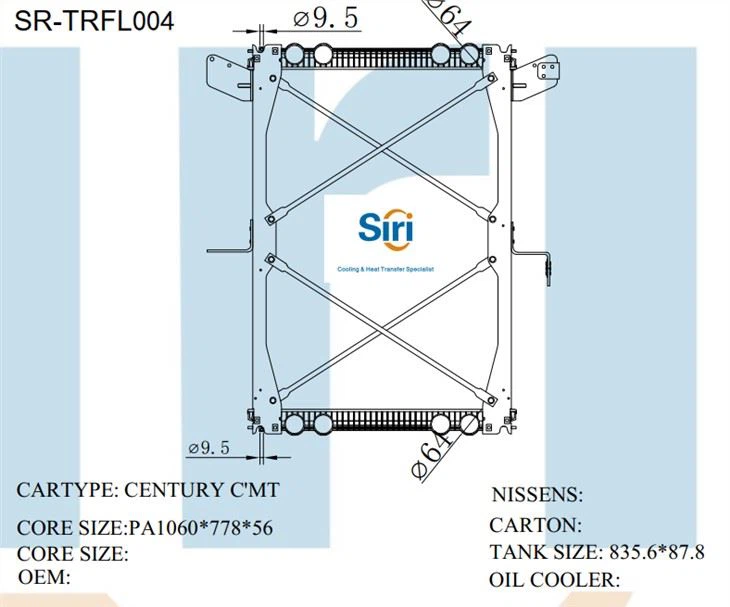 SR-TRFL004
⌀9.5
⌀64
Siri
Cooling & Heat Transfer Specialist
⌀9.5
⌀64
CARTYPE: CENTURY C'MT
NISSENS:
CORE SIZE:PA1060*778*56
CARTON:
CORE SIZE:
TANK SIZE: 835.6*87.8
OEM:
OIL COOLER: